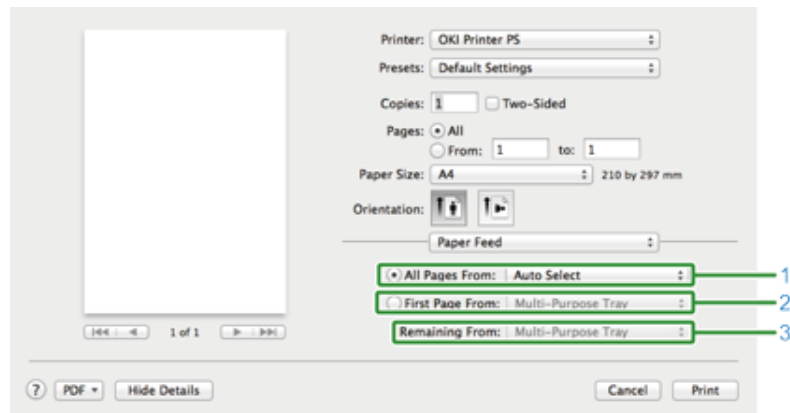 Printer: OKI Printer PS
Presets: Default Settings
Copies: 1 Two-Sided
Pages: All
From: 1 to: 1
Paper Size: A4 210 by 297 mm
Orientation:
Paper Feed
All Pages From: Auto Select 1
First Page From: Multi-Purpose Tray 2
Remaining From: Multi-Purpose Tray 3
1 of 1
? PDF Hide Details Cancel Print